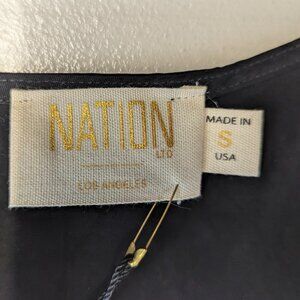 NATION
LTD
LOS ANGELES
MADE IN
S
USA